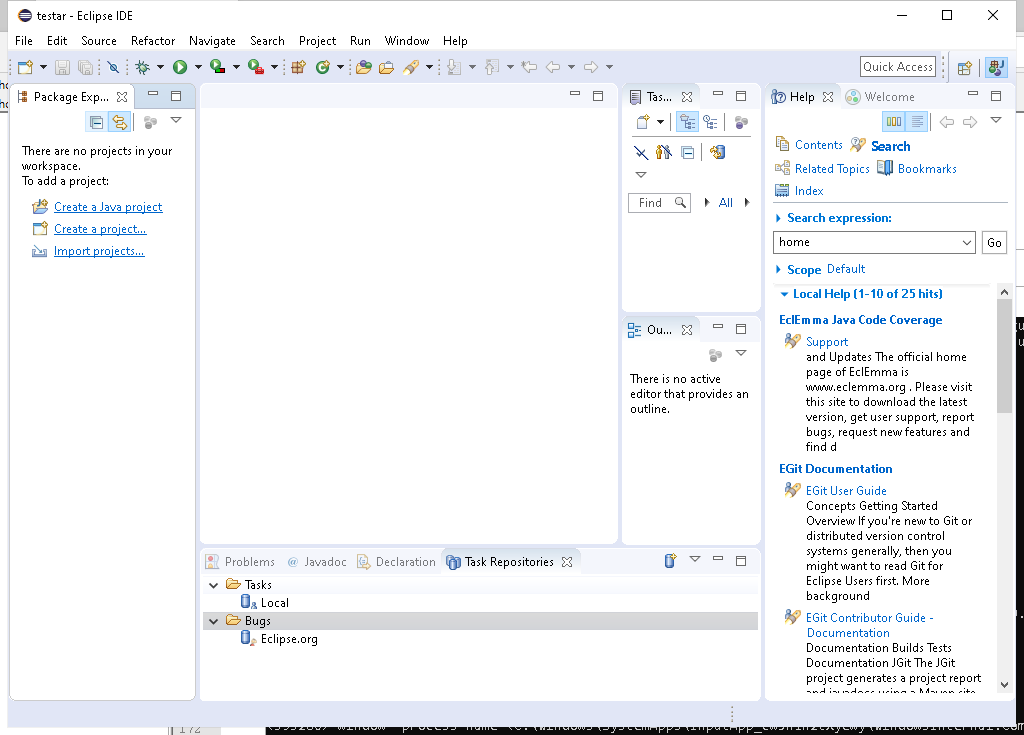 testar - Eclipse IDE
File Edit Source Refactor Navigate Search Project Run Window Help
Quick Access
Package Exp...
There are no projects in your
workspace.
To add a project:
Create a Java project
Create a project...
Import projects...
Tas...
Find
All
Ou...
There is no active
editor that provides an
outline.
Help Welcome
Contents Search
Related Topics Bookmarks
Index
Search expression:
home
Go
Scope Default
Local Help (1-10 of 25 hits)
EclEmma Java Code Coverage
Support
and Updates The official home
page of EclEmma is
www.eclemma.org . Please visit
this site to download the latest
version, get user support, report
bugs, request new features and
find d
EGit Documentation
EGit User Guide
Concepts Getting Started
Overview If you're new to Git or
distributed version control
systems generally, then you
might want to read Git for
Eclipse Users first. More
background
EGit Contributor Guide -
Documentation
Documentation Builds Tests
Documentation JGit The JGit
project generates a project report
and javadocs using a Maven site
Problems @ Javadoc Declaration Task Repositories
Tasks
Local
Bugs
Eclipse.org
172